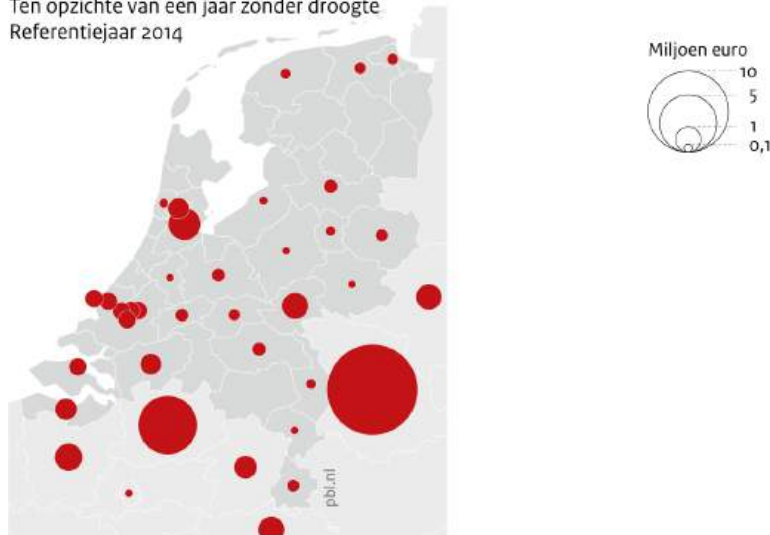 Ten opzichte van een jaar zonder droogte
Referentiejaar 2014
Miljoen euro
10
5
1
0,1
pbl.nl